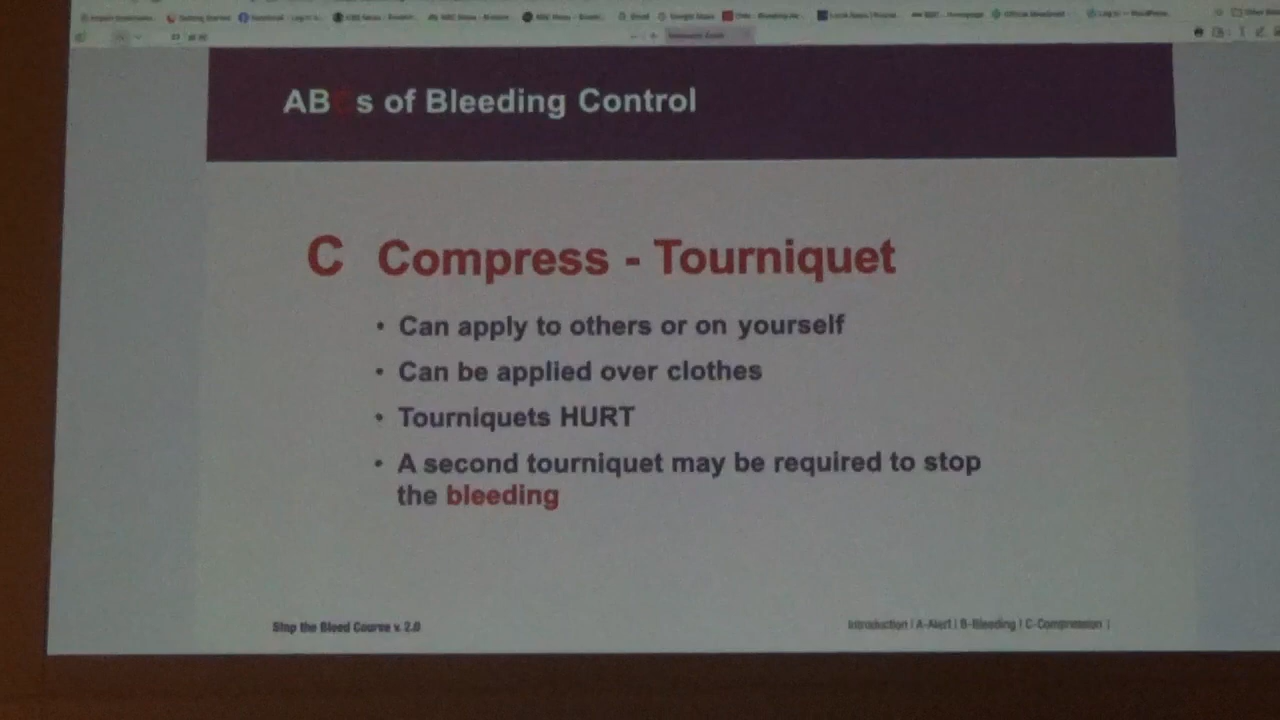 ABCs of Bleeding Control
C Compress - Tourniquet
• Can apply to others or on yourself
• Can be applied over clothes
• Tourniquets HURT
• A second tourniquet may be required to stop
the bleeding
Stop the Bleed Course v. 2.0
Introduction | A-Alert | B-Bleeding | C-Compression |